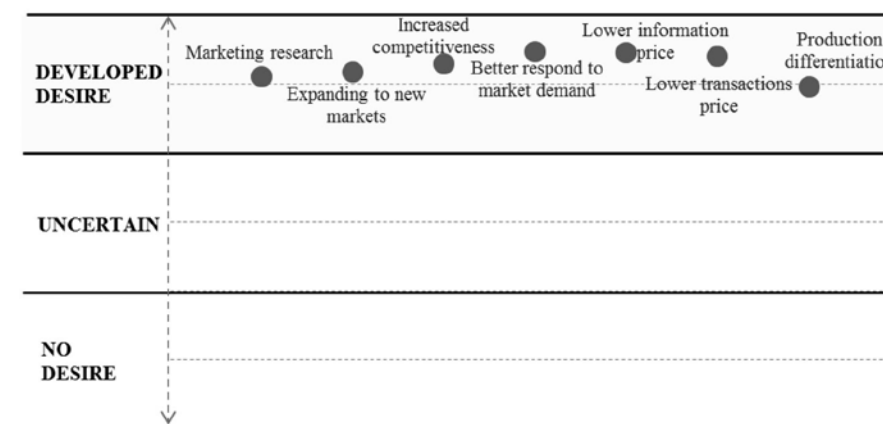 DEVELOPED
DESIRE
Marketing research
Expanding to new
markets
Increased
competitiveness
Better respond to
market demand
Lower information
price
Lower transactions
price
Production
differentiatio
UNCERTAIN
NO
DESIRE